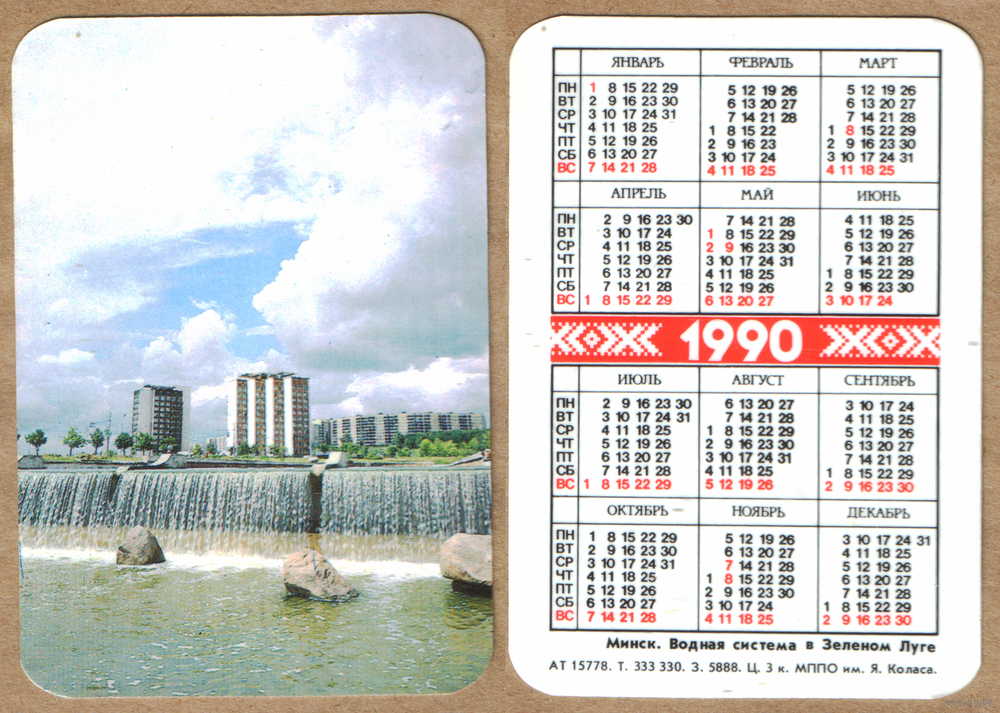 ЯНВАРЬ ФЕВРАЛЬ МАРТ
ПН 1 8 15 22 29 5 12 19 26 5 12 19 26
ВТ 2 9 16 23 30 6 13 20 27 6 13 20 27
СР 3 10 17 24 31 7 14 21 28 7 14 21 28
ЧТ 4 11 18 25 1 8 15 22 1 8 15 22 29
ПТ 5 12 19 26 2 9 16 23 2 9 16 23 30
СБ 6 13 20 27 3 10 17 24 3 10 17 24 31
ВС 7 14 21 28 4 11 18 25 4 11 18 25
АПРЕЛЬ МАЙ ИЮНЬ
ПН 2 9 16 23 30 7 14 21 28 4 11 18 25
ВТ 3 10 17 24 1 8 15 22 29 5 12 19 26
СР 4 11 18 25 2 9 16 23 30 6 13 20 27
ЧТ 5 12 19 26 3 10 17 24 31 7 14 21 28
ПТ 6 13 20 27 4 11 18 25 1 8 15 22 29
СБ 7 14 21 28 5 12 19 26 2 9 16 23 30
ВС 1 8 15 22 29 6 13 20 27 3 10 17 24
1990
ИЮЛЬ АВГУСТ СЕНТЯБРЬ
ПН 2 9 16 23 30 6 13 20 27 3 10 17 24
ВТ 3 10 17 24 31 7 14 21 28 4 11 18 25
СР 4 11 18 25 1 8 15 22 29 5 12 19 26
ЧТ 5 12 19 26 2 9 16 23 30 6 13 20 27
ПТ 6 13 20 27 3 10 17 24 31 7 14 21 28
СБ 7 14 21 28 4 11 18 25 1 8 15 22 29
ВС 1 8 15 22 29 5 12 19 26 2 9 16 23 30
ОКТЯБРЬ НОЯБРЬ ДЕКАБРЬ
ПН 1 8 15 22 29 5 12 19 26 3 10 17 24 31
ВТ 2 9 16 23 30 6 13 20 27 4 11 18 25
СР 3 10 17 24 31 7 14 21 28 5 12 19 26
ЧТ 4 11 18 25 1 8 15 22 29 6 13 20 27
ПТ 5 12 19 26 2 9 16 23 30 7 14 21 28
СБ 6 13 20 27 3 10 17 24 1 8 15 22 29
ВС 7 14 21 28 4 11 18 25 2 9 16 23 30
Минск. Водная система в Зеленом Луге
АТ 15778. Т. 333 330. З. 5888. Ц. 3 к. МППО им. Я. Коласа.